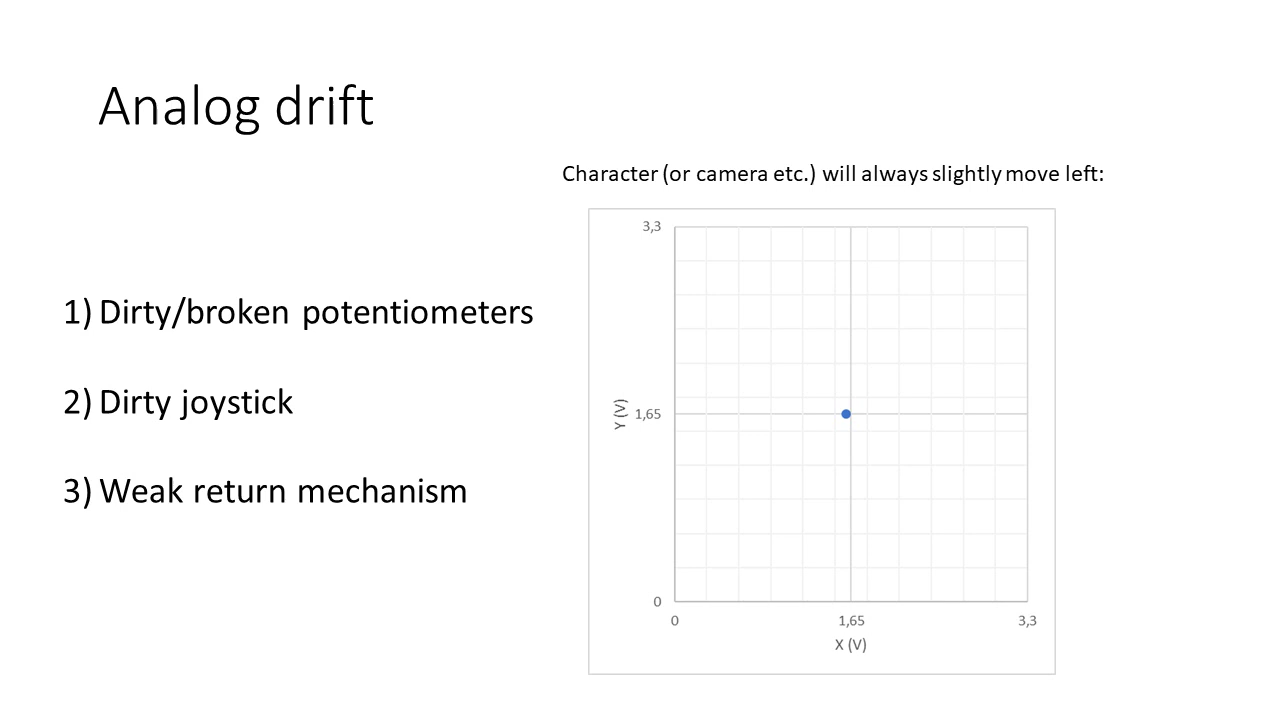 Analog drift
Character (or camera etc.) will always slightly move left:
1) Dirty/broken potentiometers
2) Dirty joystick
3) Weak return mechanism
3,3
Y (V)
1,65
0
0
1,65
3,3
X (V)